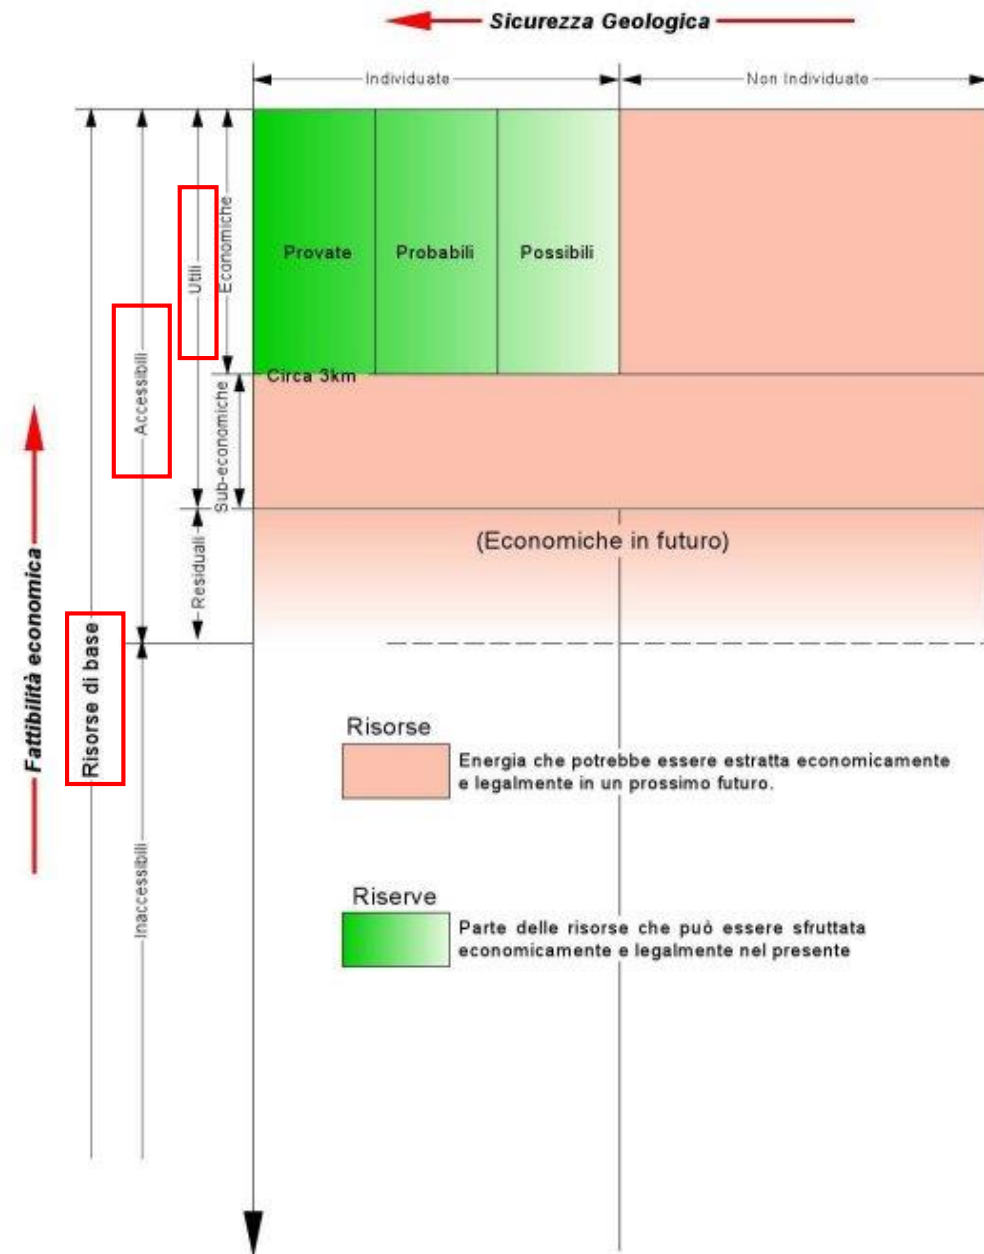 Sicurezza Geologica
Individuate
Non Individuate
Fattibilità economica
Risorse di base
Accessibili
Inaccessibili
Utili
Residuali
Economiche
Sub-economiche
Provate
Probabili
Possibili
Circa 3km
(Economiche in futuro)
Risorse
Energia che potrebbe essere estratta economicamente
e legalmente in un prossimo futuro.
Riserve
Parte delle risorse che può essere sfruttata
economicamente e legalmente nel presente